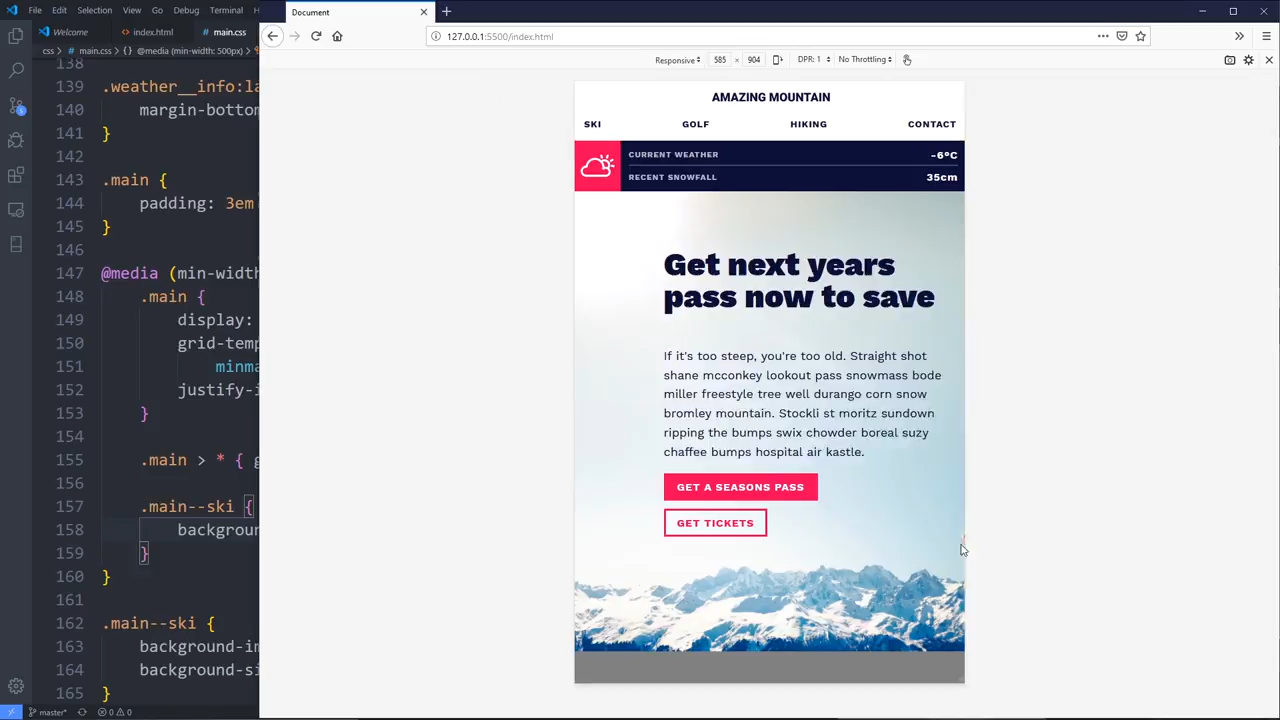 File Edit Selection View Go Debug Terminal
Document
Welcome
index.html
main.css
css > main.css > @media (min-width: 500px) >
127.0.0.1:5500/index.html
Responsive 585 × 904 DPR: 1 No Throttling
138
139 .weather__info:la
140 margin-bottom
141 }
142
143 .main {
144 padding: 3em
145 }
146
147 @media (min-width
148 .main {
149 display:
150 grid-temp
151 minma
152 justify-i
153 }
154
155 .main > * { g
156
157 .main--ski {
158 backgroun
159 }
160 }
161
162 .main--ski {
163 background-im
164 background-si
165 }
master* 0 0
AMAZING MOUNTAIN
SKI GOLF HIKING CONTACT
CURRENT WEATHER -6ºC
RECENT SNOWFALL 35cm
Get next years
pass now to save
If it's too steep, you're too old. Straight shot
shane mcconkey lookout pass snowmass bode
miller freestyle tree well durango corn snow
bromley mountain. Stockli st moritz sundown
ripping the bumps swix chowder boreal suzy
chaffee bumps hospital air kastle.
GET A SEASONS PASS
GET TICKETS